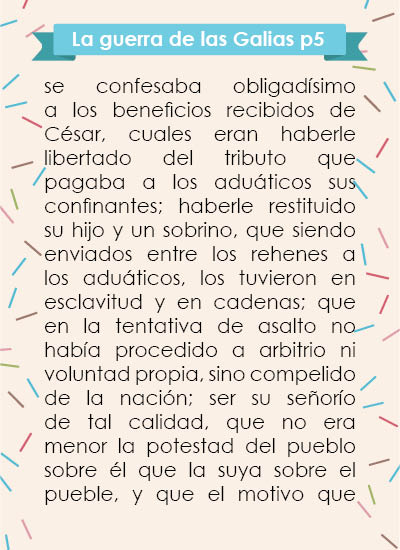 La guerra de las Galias p5
se confesaba obligadísimo
a los beneficios recibidos de
César, cuales eran haberle
libertado del tributo que
pagaba a los aduáticos sus
confinantes; haberle restituido
su hijo y un sobrino, que siendo
enviados entre los rehenes a
los aduáticos, los tuvieron en
esclavitud y en cadenas; que
en la tentativa de asalto no
había procedido a arbitrio ni
voluntad propia, sino compelido
de la nación; ser su señorío
de tal calidad, que no era
menor la potestad del pueblo
sobre él que la suya sobre el
pueble, y que el motivo que